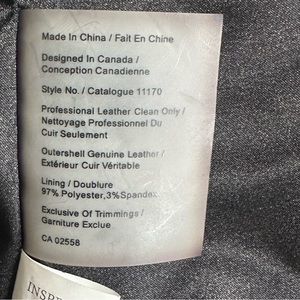 Made In China / Fait En Chine
Designed In Canada /
Conception Canadienne
Style No. / Catalogue 11170
Professional Leather Clean Only /
Nettoyage Professionnel Du
Cuir Seulement
Outershell Genuine Leather /
Extérieur Cuir Véritable
Lining / Doublure
97% Polyester,3%Spandex
Exclusive Of Trimmings /
Garniture Exclue
CA 02558